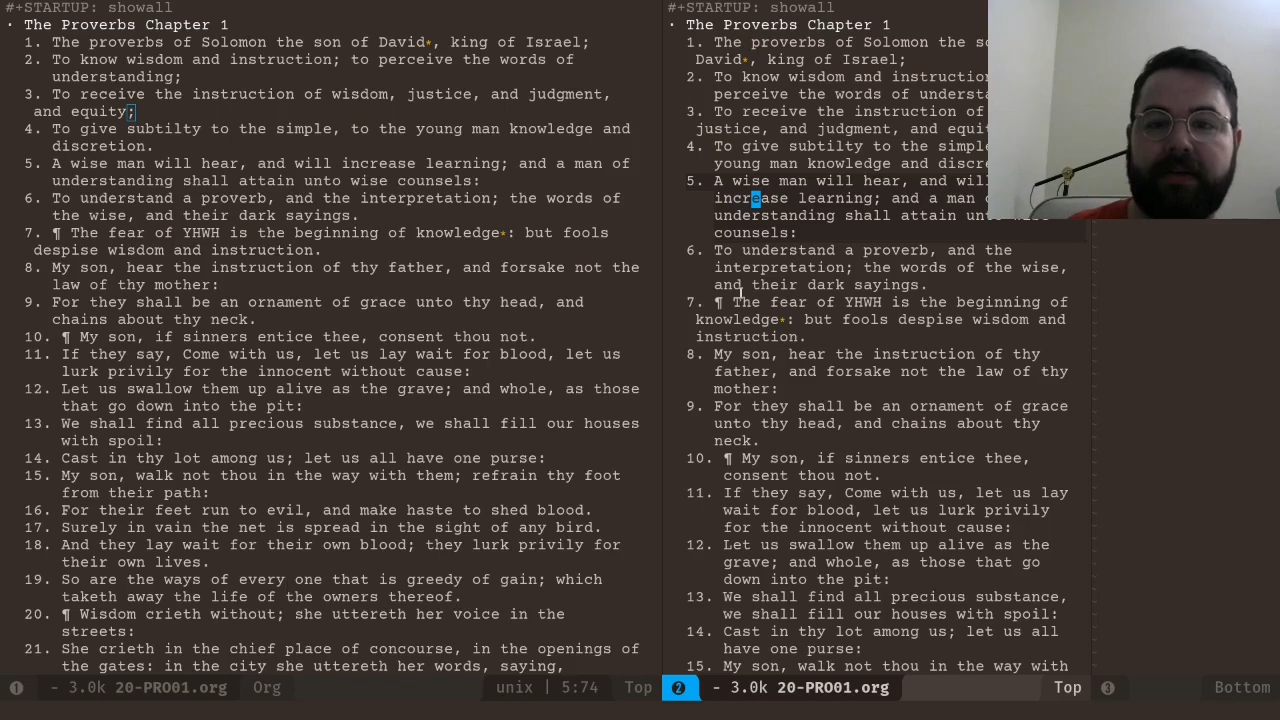 #+STARTUP: showall
· The Proverbs Chapter 1
1. The proverbs of Solomon the son of David*, king of Israel;
2. To know wisdom and instruction; to perceive the words of
understanding;
3. To receive the instruction of wisdom, justice, and judgment,
and equity;
4. To give subtilty to the simple, to the young man knowledge and
discretion.
5. A wise man will hear, and will increase learning; and a man of
understanding shall attain unto wise counsels:
6. To understand a proverb, and the interpretation; the words of
the wise, and their dark sayings.
7. ¶ The fear of YHWH is the beginning of knowledge*: but fools
despise wisdom and instruction.
8. My son, hear the instruction of thy father, and forsake not the
law of thy mother:
9. For they shall be an ornament of grace unto thy head, and
chains about thy neck.
10. ¶ My son, if sinners entice thee, consent thou not.
11. If they say, Come with us, let us lay wait for blood, let us
lurk privily for the innocent without cause:
12. Let us swallow them up alive as the grave; and whole, as those
that go down into the pit:
13. We shall find all precious substance, we shall fill our houses
with spoil:
14. Cast in thy lot among us; let us all have one purse:
15. My son, walk not thou in the way with them; refrain thy foot
from their path:
16. For their feet run to evil, and make haste to shed blood.
17. Surely in vain the net is spread in the sight of any bird.
18. And they lay wait for their own blood; they lurk privily for
their own lives.
19. So are the ways of every one that is greedy of gain; which
taketh away the life of the owners thereof.
20. ¶ Wisdom crieth without; she uttereth her voice in the
streets:
21. She crieth in the chief place of concourse, in the openings of
the gates: in the city she uttereth her words, saying,
1 - 3.0k 20-PRO01.org Org unix | 5:74 Top
#+STARTUP: showall
· The Proverbs Chapter 1
1. The proverbs of Solomon the
David*, king of Israel;
2. To know wisdom and instruction
perceive the words of
3. To receive the instruction of
justice, and judgment, and
4. To give subtilty to the simple
young man knowledge and
5. A wise man will hear, and
increase learning; and a man
understanding shall attain
counsels:
6. To understand a proverb, and the
interpretation; the words of the wise,
and their dark sayings.
7. ¶ The fear of YHWH is the beginning of
knowledge*: but fools despise wisdom and
instruction.
8. My son, hear the instruction of thy
father, and forsake not the law of thy
mother:
9. For they shall be an ornament of grace
unto thy head, and chains about thy
neck.
10. ¶ My son, if sinners entice thee,
consent thou not.
11. If they say, Come with us, let us lay
wait for blood, let us lurk privily
for the innocent without cause:
12. Let us swallow them up alive as the
grave; and whole, as those that go
down into the pit:
13. We shall find all precious substance,
we shall fill our houses with spoil:
14. Cast in thy lot among us; let us all
have one purse:
15. My son, walk not thou in the way with
2 - 3.0k 20-PRO01.org Top
3 Bottom